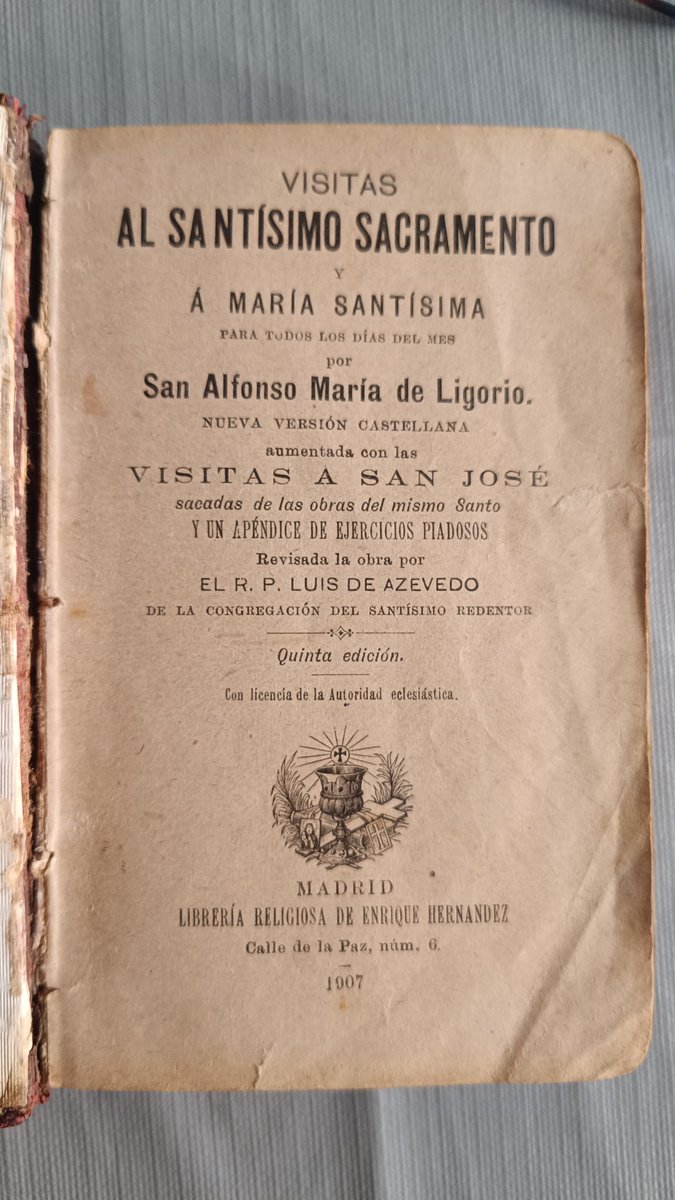 VISITAS
AL SANTÍSIMO SACRAMENTO
Y
Á MARÍA SANTÍSIMA
PARA TODOS LOS DÍAS DEL MES
por
San Alfonso María de Ligorio.
NUEVA VERSIÓN CASTELLANA
aumentada con las
VISITAS A SAN JOSÉ
sacadas de las obras del mismo Santo
Y UN APÉNDICE DE EJERCICIOS PIADOSOS
Revisada la obra por
EL R. P. LUIS DE AZEVEDO
DE LA CONGREGACIÓN DEL SANTÍSIMO REDENTOR
Quinta edición.
Con licencia de la Autoridad eclesiástica.
MADRID
LIBRERÍA RELIGIOSA DE ENRIQUE HERNANDEZ
Calle de la Paz, núm. 6.
1907